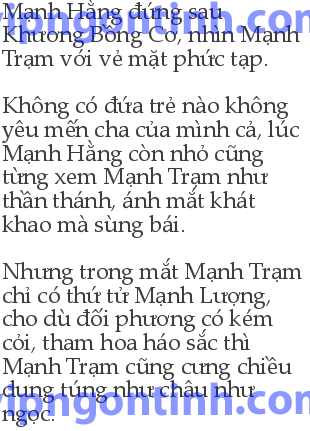 Mạnh Hằng đứng sau
Khương Bồng Cơ, nhìn Mạnh
Trạm với vẻ mặt phức tạp.
Không có đứa trẻ nào không
yêu mến cha của mình cả, lúc
Mạnh Hằng còn nhỏ cũng
từng xem Mạnh Trạm như
thần thánh, ánh mắt khát
khao mà sùng bái.
Nhưng trong mắt Mạnh Trạm
chỉ có thứ tử Mạnh Lượng,
cho dù đối phương có kém
cỏi, tham hoa háo sắc thì
Mạnh Trạm cũng cưng chiều
dung túng như châu như
ngọc.
vipngontinh.com
vipngontinh.com
vipngontinh.com